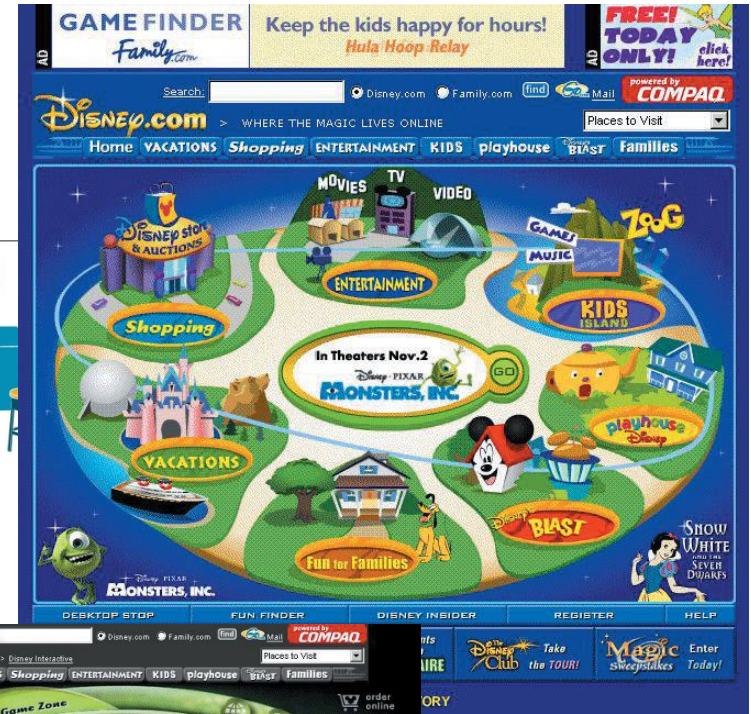 GAME FINDER
Family.com
AD
Keep the kids happy for hours!
Hula Hoop Relay
AD
FREE!
TODAY
ONLY!
click
here!
Search:
Disney.com
Family.com
find
Mail
powered by
COMPAQ
Disney.com > WHERE THE MAGIC LIVES ONLINE
Places to Visit
Home VACATIONS Shopping ENTERTAINMENT KIDS playhouse Disney's BLAST Families
MOVIES
TV
VIDEO
Disney store
& AUCTIONS
ZOOG
GAMES
MUSIC
ENTERTAINMENT
KIDS
ISLAND
Shopping
In Theaters Nov.2
Disney · PIXAR
MONSTERS, INC.
GO
playhouse
Disney
VACATIONS
Disney's BLAST
Fun for Families
Disney PIXAR
MONSTERS, INC.
SNOW
WHITE
AND THE
SEVEN
DWARFS
DESKTOP STOP
FUN FINDER
DISNEY INSIDER
REGISTER
HELP
Disney.com
Family.com
find
Mail
powered by
COMPAQ
> Disney Interactive
Places to Visit
Shopping ENTERTAINMENT KIDS playhouse Disney's BLAST Families
Game Zone
order
online
The Disney Club
Take
the TOUR!
Magic
Sweepstakes
Enter
Today!